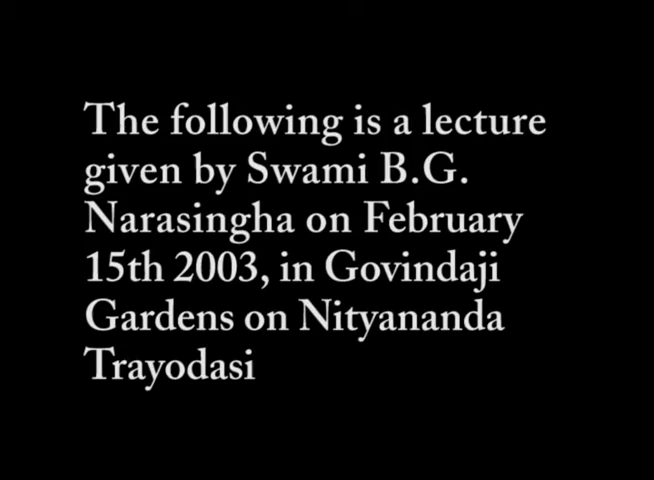 The following is a lecture
given by Swami B.G.
Narasingha on February
15th 2003, in Govindaji
Gardens on Nityananda
Trayodasi